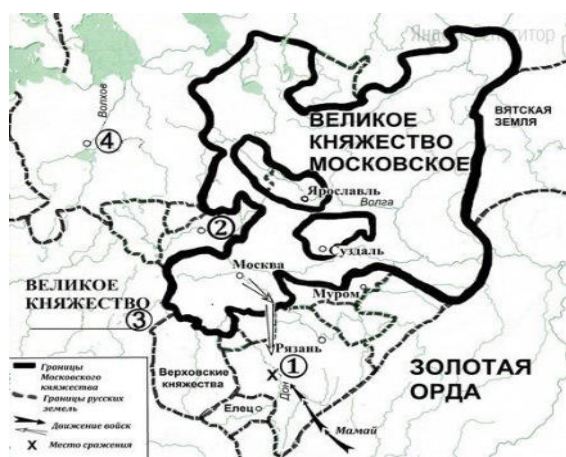 Волхов
④
ВЯТСКАЯ
ЗЕМЛЯ
ВЕЛИКОЕ
КНЯЖЕСТВО
МОСКОВСКОЕ
Ярославль
Волга
②
Суздаль
Москва
ВЕЛИКОЕ
КНЯЖЕСТВО
③
Муром
Рязань
①
ЗОЛОТАЯ
ОРДА
Верховские
княжества
Дон
Елец
Мамай
Границы
Московского
княжества
Границы русских
земель
Движение войск
X Место сражения